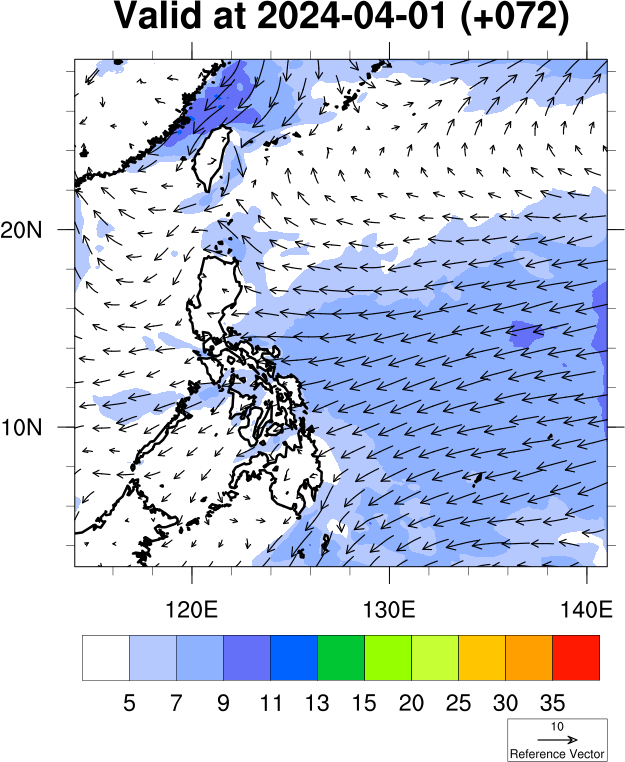 Valid at 2024-04-01 (+072)
20N
10N
120E 130E 140E
5 7 9 11 13 15 20 25 30 35
10
Reference Vector